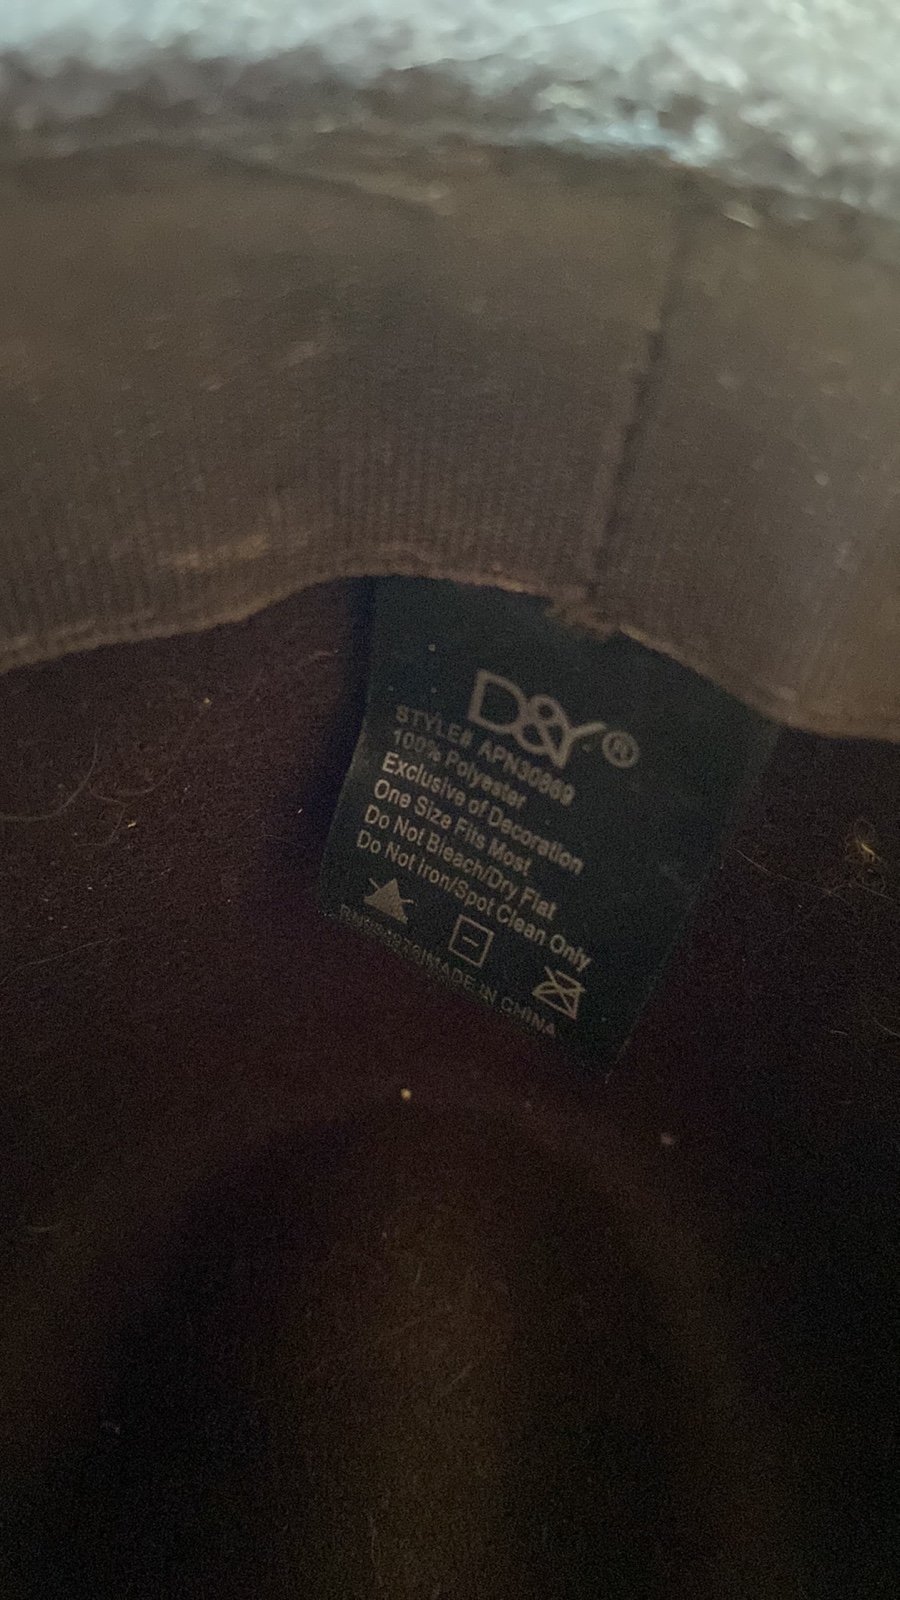 D&Y®
STYLE# APN30869
100% Polyester
Exclusive of Decoration
One Size Fits Most
Do Not Bleach/Dry Flat
Do Not Iron/Spot Clean Only
MADE IN CHINA